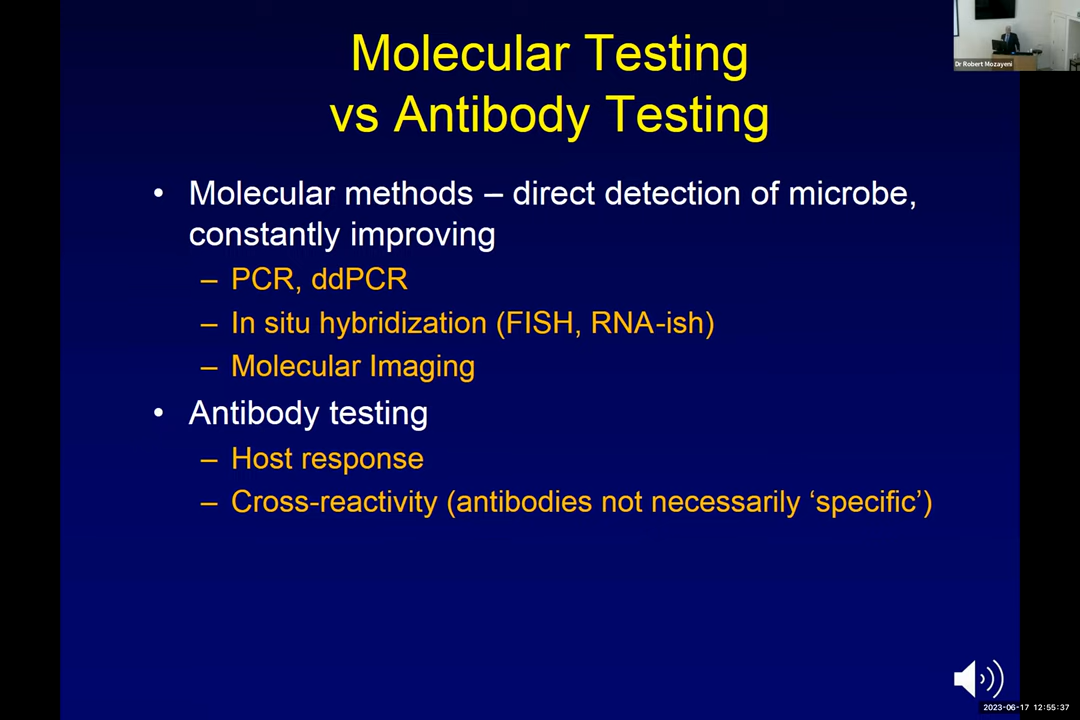 Molecular Testing
vs Antibody Testing
Dr Robert Mozayeni
• Molecular methods – direct detection of microbe,
constantly improving
– PCR, ddPCR
– In situ hybridization (FISH, RNA-ish)
– Molecular Imaging
• Antibody testing
– Host response
– Cross-reactivity (antibodies not necessarily ‘specific’)
2023-06-17 12:55:37